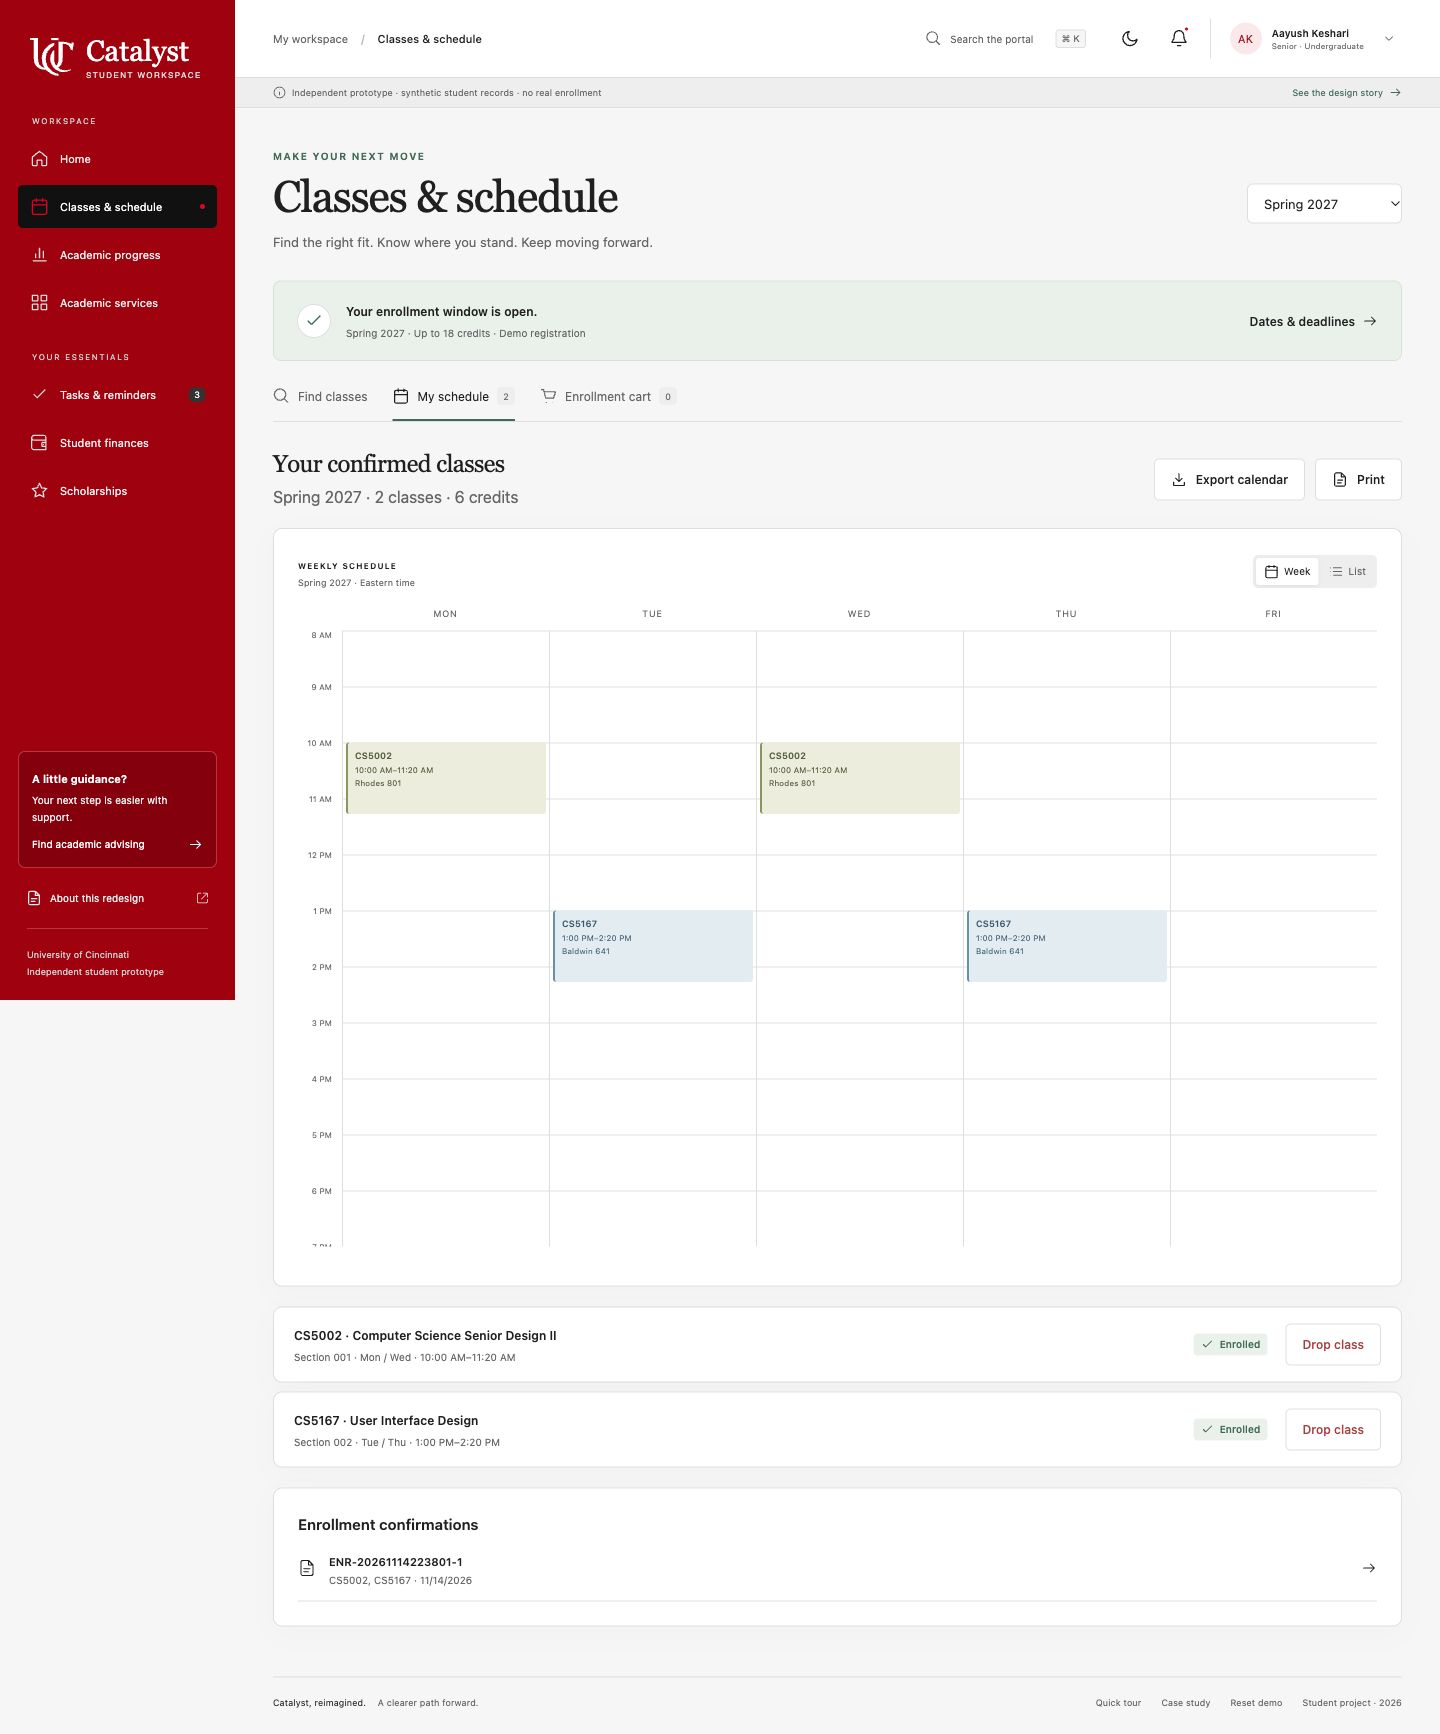 UC Catalyst
STUDENT WORKSPACE
WORKSPACE
Home
Classes & schedule
Academic progress
Academic services
YOUR ESSENTIALS
Tasks & reminders 3
Student finances
Scholarships
A little guidance?
Your next step is easier with
support.
Find academic advising
About this redesign
University of Cincinnati
Independent student prototype
My workspace / Classes & schedule
Search the portal ⌘ K
AK
Aayush Keshari
Senior · Undergraduate
Independent prototype · synthetic student records · no real enrollment
See the design story →
MAKE YOUR NEXT MOVE
Classes & schedule
Find the right fit. Know where you stand. Keep moving forward.
Spring 2027
Your enrollment window is open.
Spring 2027 · Up to 18 credits · Demo registration
Dates & deadlines →
Find classes
My schedule 2
Enrollment cart 0
Your confirmed classes
Spring 2027 · 2 classes · 6 credits
Export calendar
Print
WEEKLY SCHEDULE
Spring 2027 · Eastern time
Week
List
MON TUE WED THU FRI
8 AM
9 AM
10 AM
CS5002
10:00 AM–11:20 AM
Rhodes 801
CS5002
10:00 AM–11:20 AM
Rhodes 801
11 AM
12 PM
1 PM
CS5167
1:00 PM–2:20 PM
Baldwin 641
CS5167
1:00 PM–2:20 PM
Baldwin 641
2 PM
3 PM
4 PM
5 PM
6 PM
7 PM
CS5002 · Computer Science Senior Design II
Section 001 · Mon / Wed · 10:00 AM–11:20 AM
Enrolled
Drop class
CS5167 · User Interface Design
Section 002 · Tue / Thu · 1:00 PM–2:20 PM
Enrolled
Drop class
Enrollment confirmations
ENR-20261114223801-1
CS5002, CS5167 · 11/14/2026
Catalyst, reimagined. A clearer path forward.
Quick tour
Case study
Reset demo
Student project · 2026